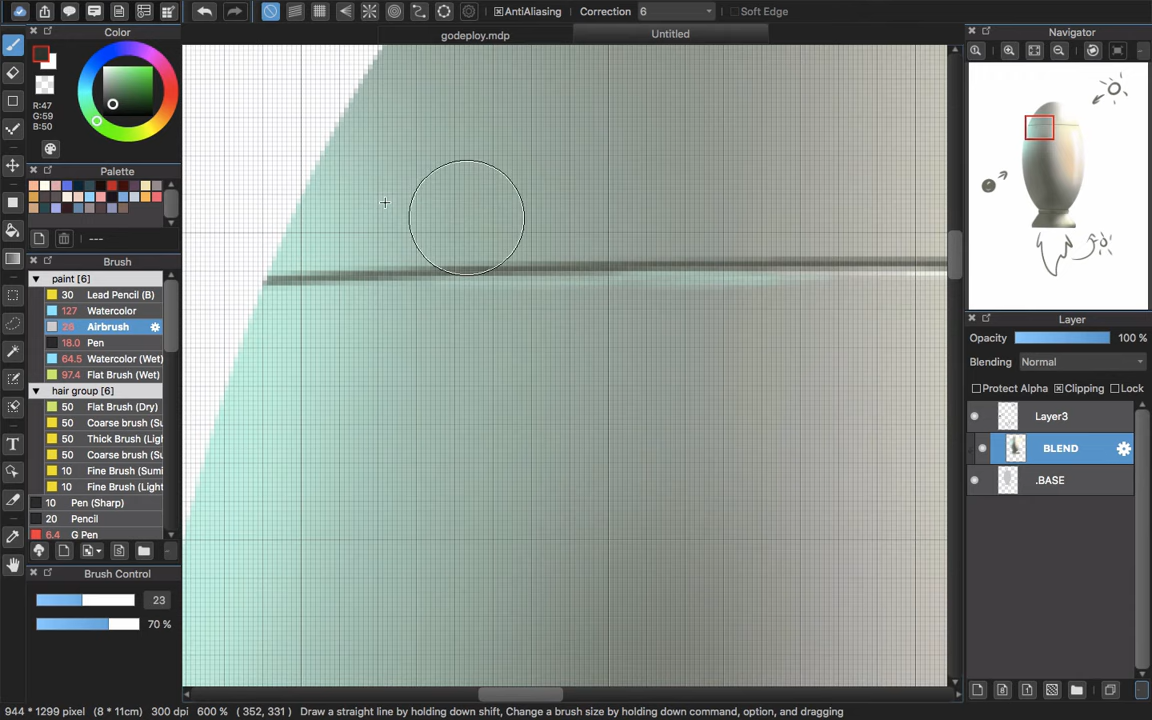 AntiAliasing Correction 6 Soft Edge
Color
godeploy.mdp Untitled
Navigator
R:47
G:59
B:50
Palette
---
Brush
paint [6]
30 Lead Pencil (B)
127 Watercolor
28 Airbrush
18.0 Pen
64.5 Watercolor (Wet)
97.4 Flat Brush (Wet)
hair group [6]
50 Flat Brush (Dry)
50 Coarse brush (Su
50 Thick Brush (Ligh
50 Coarse brush (Su
10 Fine Brush (Sumi
10 Fine Brush (Light
10 Pen (Sharp)
20 Pencil
6.4 G Pen
Brush Control
23
70 %
Layer
Opacity 100 %
Blending Normal
Protect Alpha Clipping Lock
Layer3
BLEND
.BASE
944 * 1299 pixel (8 * 11cm) 300 dpi 600 % ( 352, 331 ) Draw a straight line by holding down shift, Change a brush size by holding down command, option, and dragging